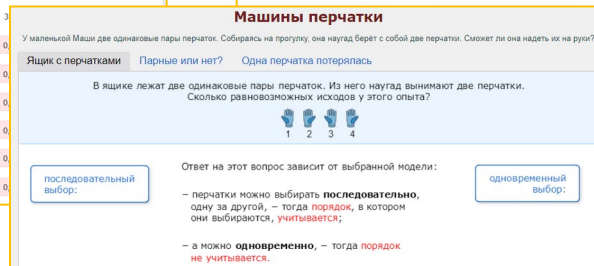 Машины перчатки
У маленькой Маши две одинаковые пары перчаток. Собираясь на прогулку, она наугад берёт с собой две перчатки. Сможет ли она надеть их на руки?
Ящик с перчатками
Парные или нет?
Одна перчатка потерялась
В ящике лежат две одинаковые пары перчаток. Из него наугад вынимают две перчатки.
Сколько равновозможных исходов у этого опыта?
1 2 3 4
последовательный
выбор:
Ответ на этот вопрос зависит от выбранной модели:
– перчатки можно выбирать последовательно,
одну за другой, – тогда порядок, в котором
они выбираются, учитывается;
– а можно одновременно, – тогда порядок
не учитывается.
одновременный
выбор: